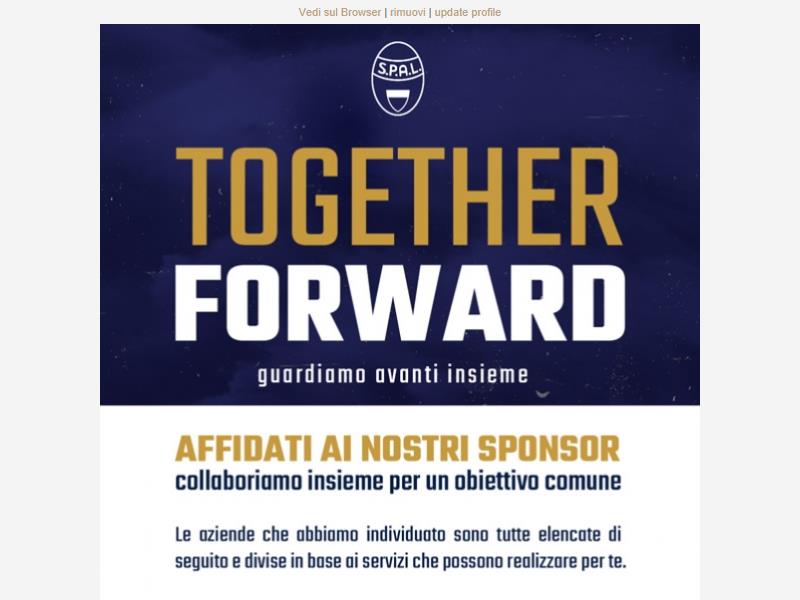 Vedi sul Browser | rimuovi | update profile
S.P.A.L.
TOGETHER
FORWARD
guardiamo avanti insieme
AFFIDATI AI NOSTRI SPONSOR
collaboriamo insieme per un obiettivo comune
Le aziende che abbiamo individuato sono tutte elencate di
seguito e divise in base ai servizi che possono realizzare per te.